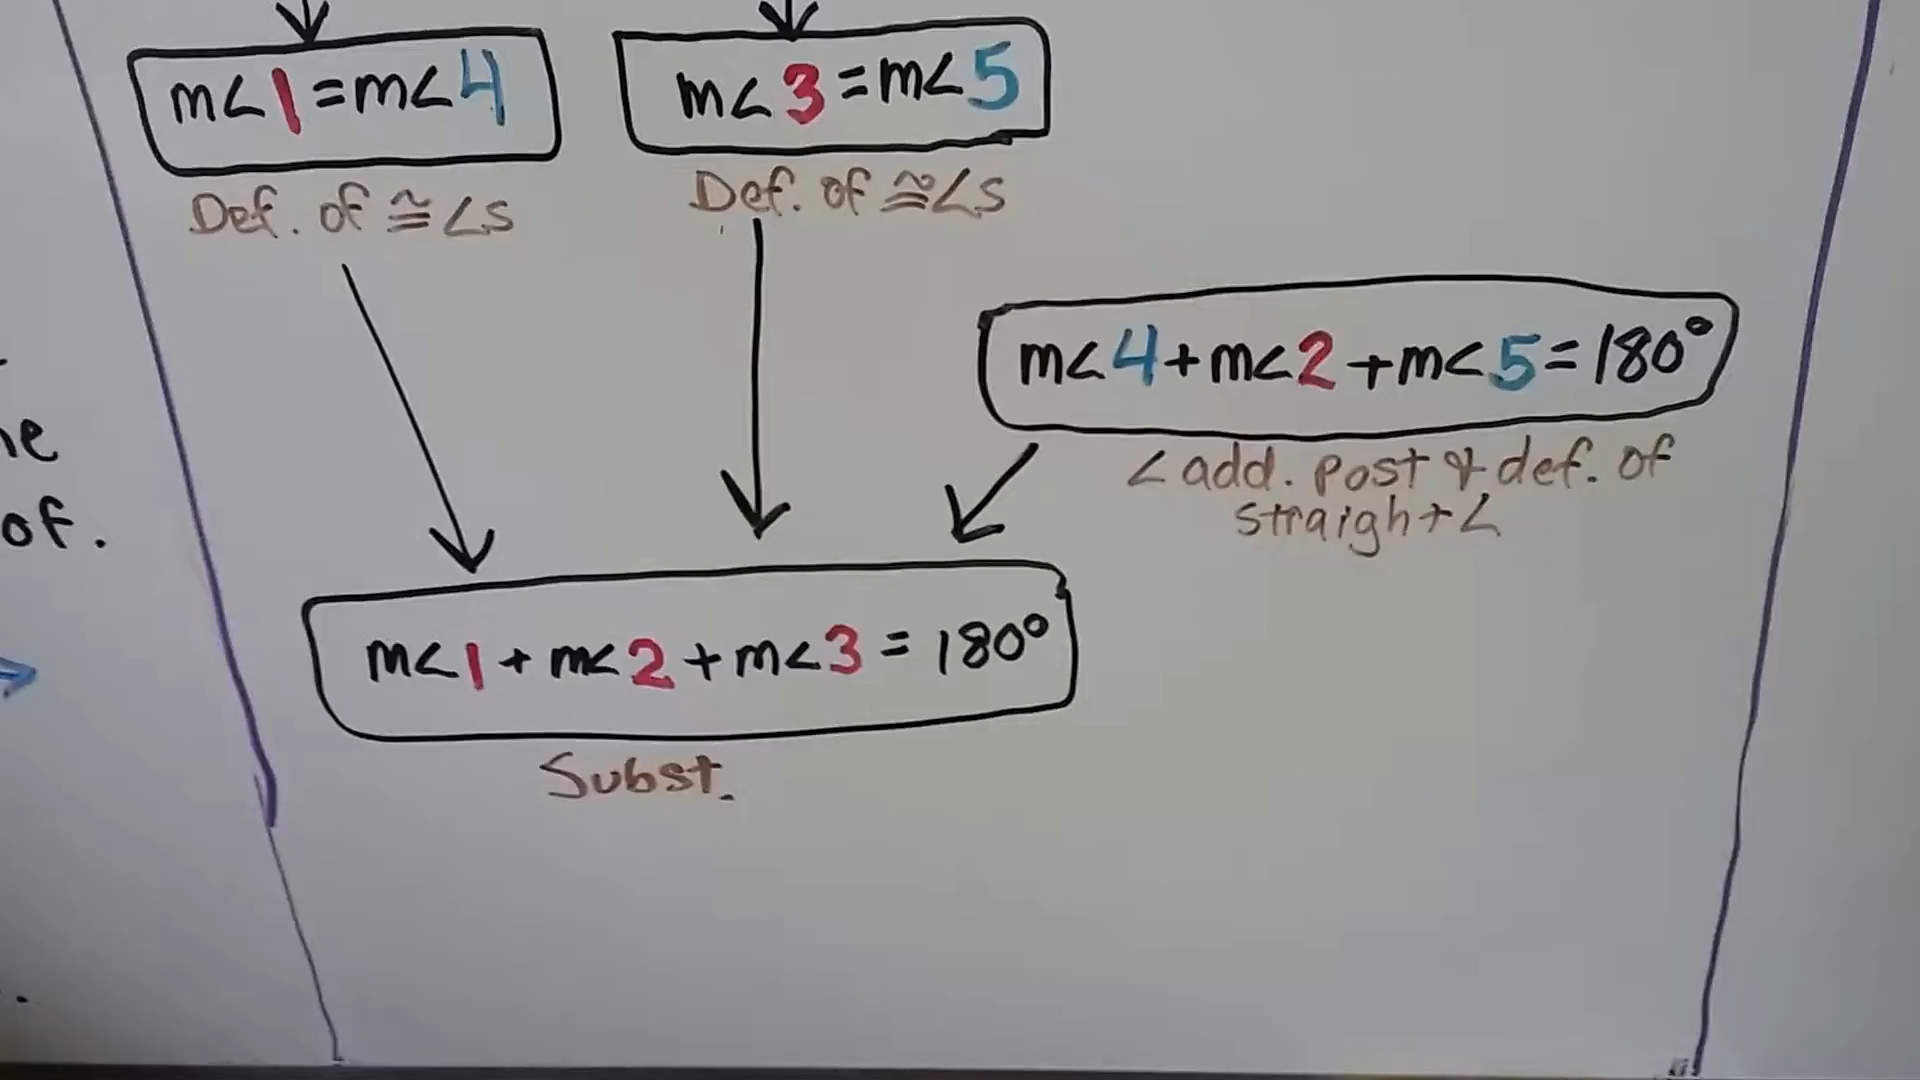 m<1=m<4
m<3=m<5
Def. of ≅ <s
Def. of ≅<s
m<4+m<2+m<5=180°
< add. post & def. of
straight <
of.
m<1+m<2+m<3=180°
Subst.